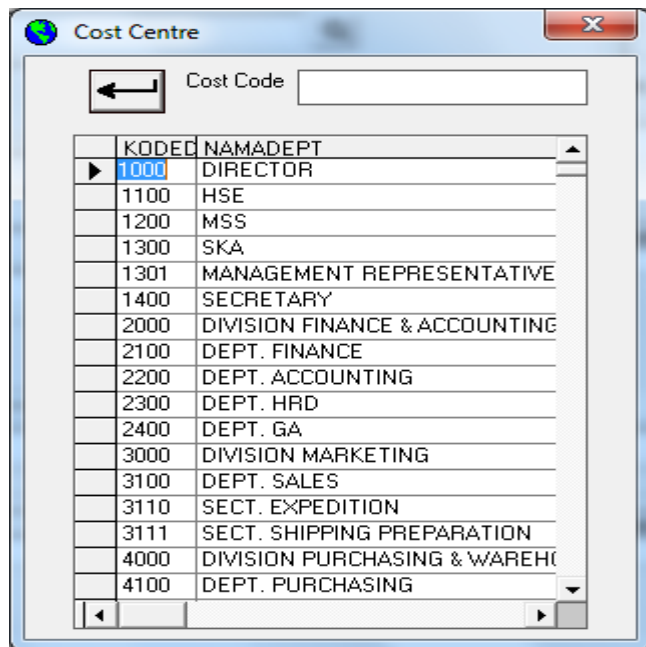 Cost Centre
Cost Code
KODED NAMADEPT
1000 DIRECTOR
1100 HSE
1200 MSS
1300 SKA
1301 MANAGEMENT REPRESENTATIVE
1400 SECRETARY
2000 DIVISION FINANCE & ACCOUNTING
2100 DEPT. FINANCE
2200 DEPT. ACCOUNTING
2300 DEPT. HRD
2400 DEPT. GA
3000 DIVISION MARKETING
3100 DEPT. SALES
3110 SECT. EXPEDITION
3111 SECT. SHIPPING PREPARATION
4000 DIVISION PURCHASING & WAREHO
4100 DEPT. PURCHASING